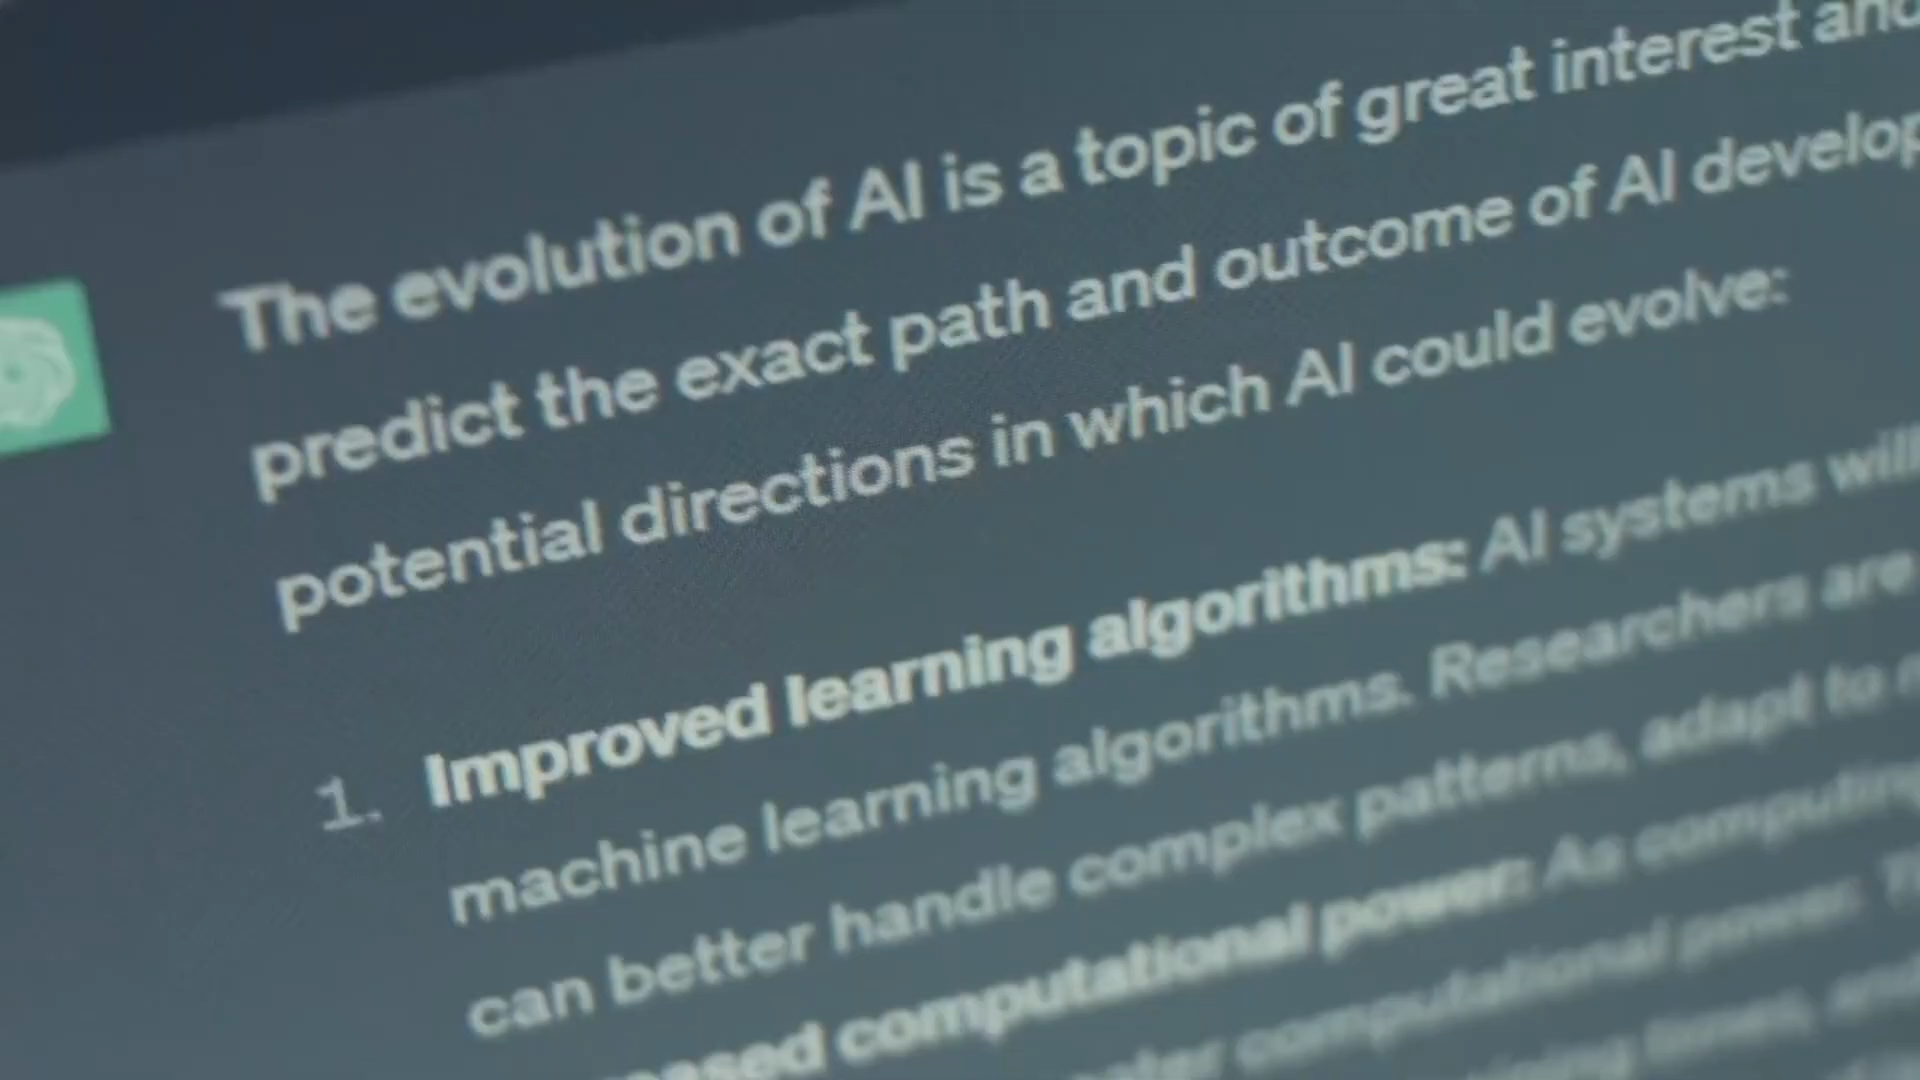 The evolution of AI is a topic of great interest and
predict the exact path and outcome of AI develop
potential directions in which AI could evolve:
1. Improved learning algorithms: AI systems will
machine learning algorithms. Researchers are
can better handle complex patterns, adapt to
computational power: As computing
computational power.